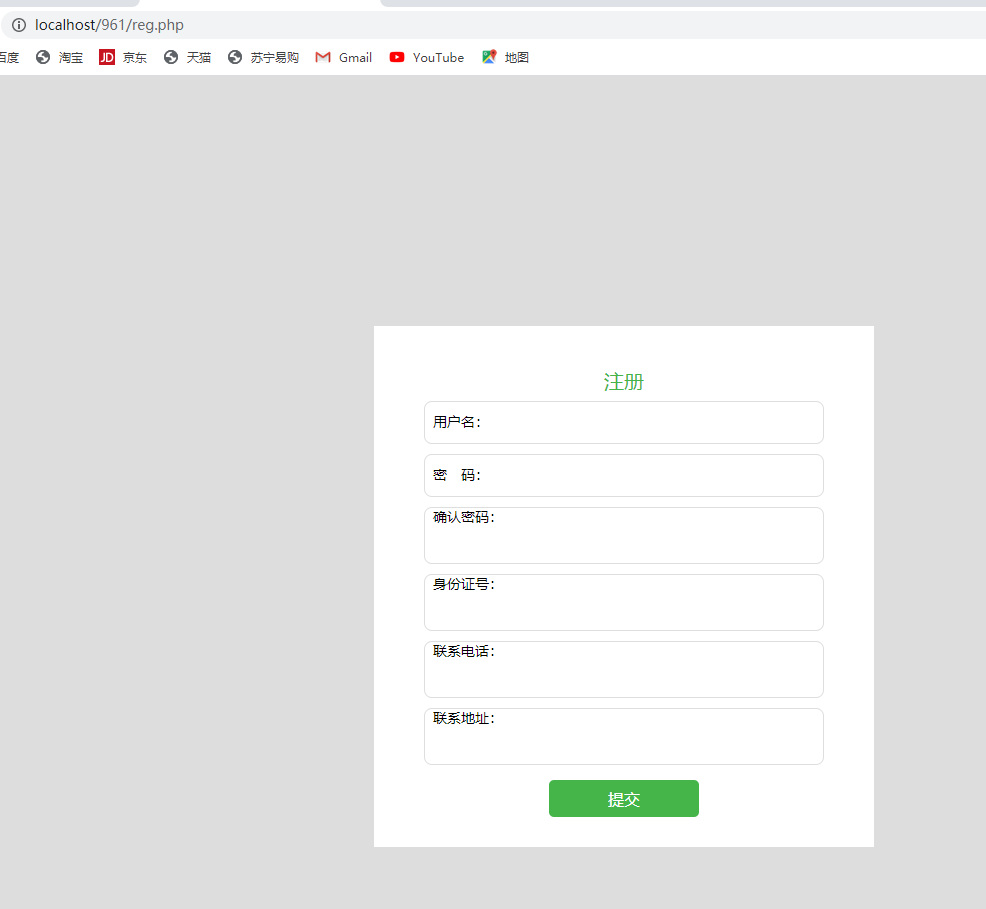 localhost/961/reg.php
百度 淘宝 JD 京东 天猫 苏宁易购 Gmail YouTube 地图
注册
用户名:
密 码:
确认密码:
身份证号:
联系电话:
联系地址:
提交